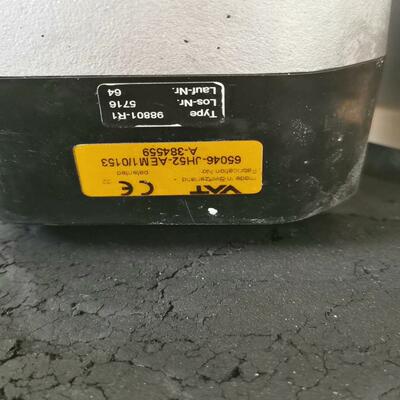 VAT
made in Switzerland - CE
Fabrication No. patented
65046-JH52-AEM1/0153
A-384559
Type 98801-R1
Los-Nr. 5716
Lauf-Nr. 64